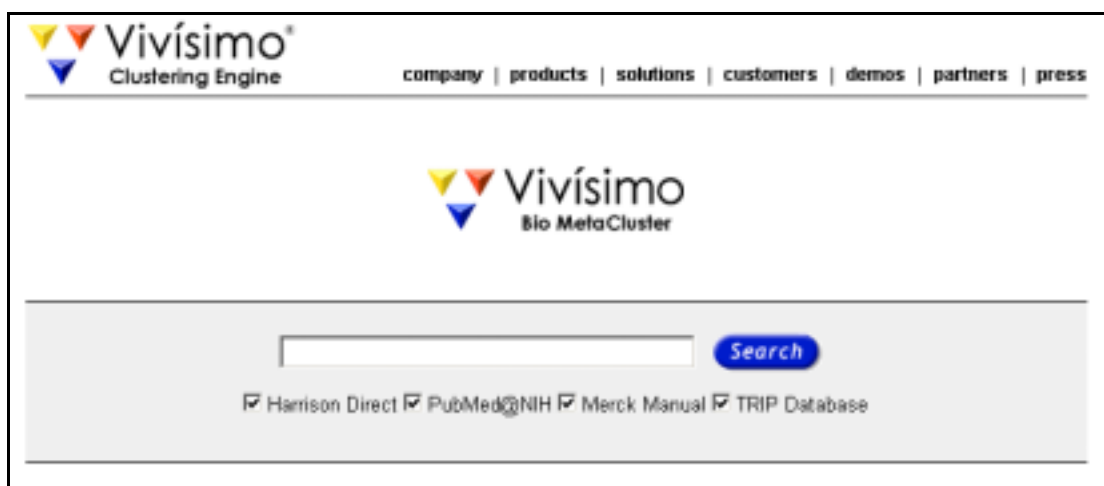 Vivísimo®
Clustering Engine
company | products | solutions | customers | demos | partners | press
Vivísimo
Bio MetaCluster
Search
Harrison Direct PubMed@NIH Merck Manual TRIP Database